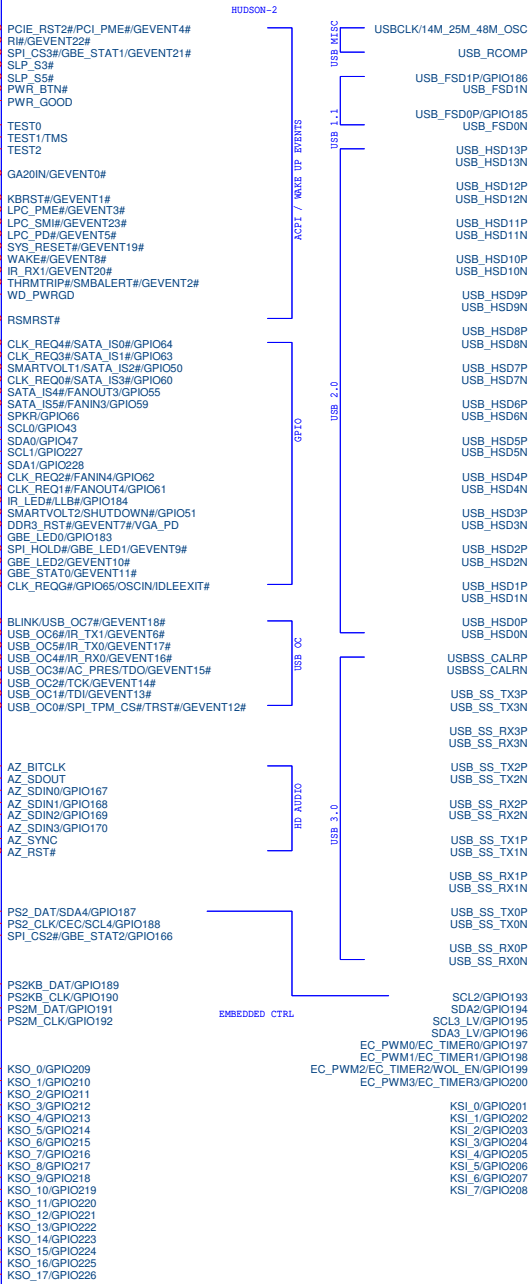 HUDSON-2
PCIE_RST2#/PCI_PME#/GEVENT4#
RI#/GEVENT22#
SPI_CS3#/GBE_STAT1/GEVENT21#
SLP_S3#
SLP_S5#
PWR_BTN#
PWR_GOOD
TEST0
TEST1/TMS
TEST2
GA20IN/GEVENT0#
KBRST#/GEVENT1#
LPC_PME#/GEVENT3#
LPC_SMI#/GEVENT23#
LPC_PD#/GEVENT5#
SYS_RESET#/GEVENT19#
WAKE#/GEVENT8#
IR_RX1/GEVENT20#
THRMTRIP#/SMBALERT#/GEVENT2#
WD_PWRGD
RSMRST#
ACPI / WAKE UP EVENTS
CLK_REQ4#/SATA_IS0#/GPIO64
CLK_REQ3#/SATA_IS1#/GPIO63
SMARTVOLT1/SATA_IS2#/GPIO50
CLK_REQ0#/SATA_IS3#/GPIO60
SATA_IS4#/FANOUT3/GPIO55
SATA_IS5#/FANIN3/GPIO59
SPKR/GPIO66
SCL0/GPIO43
SDA0/GPIO47
SCL1/GPIO227
SDA1/GPIO228
CLK_REQ2#/FANIN4/GPIO62
CLK_REQ1#/FANOUT4/GPIO61
IR_LED#/LLB#/GPIO184
SMARTVOLT2/SHUTDOWN#/GPIO51
DDR3_RST#/GEVENT7#/VGA_PD
GBE_LED0/GPIO183
SPI_HOLD#/GBE_LED1/GEVENT9#
GBE_LED2/GEVENT10#
GBE_STAT0/GEVENT11#
CLK_REQG#/GPIO65/OSCIN/IDLEEXIT#
GPIO
BLINK/USB_OC7#/GEVENT18#
USB_OC6#/IR_TX1/GEVENT6#
USB_OC5#/IR_TX0/GEVENT17#
USB_OC4#/IR_RX0/GEVENT16#
USB_OC3#/AC_PRES/TDO/GEVENT15#
USB_OC2#/TCK/GEVENT14#
USB_OC1#/TDI/GEVENT13#
USB_OC0#/SPI_TPM_CS#/TRST#/GEVENT12#
USB OC
AZ_BITCLK
AZ_SDOUT
AZ_SDIN0/GPIO167
AZ_SDIN1/GPIO168
AZ_SDIN2/GPIO169
AZ_SDIN3/GPIO170
AZ_SYNC
AZ_RST#
HD AUDIO
PS2_DAT/SDA4/GPIO187
PS2_CLK/CEC/SCL4/GPIO188
SPI_CS2#/GBE_STAT2/GPIO166
PS2KB_DAT/GPIO189
PS2KB_CLK/GPIO190
PS2M_DAT/GPIO191
PS2M_CLK/GPIO192
EMBEDDED CTRL
KSO_0/GPIO209
KSO_1/GPIO210
KSO_2/GPIO211
KSO_3/GPIO212
KSO_4/GPIO213
KSO_5/GPIO214
KSO_6/GPIO215
KSO_7/GPIO216
KSO_8/GPIO217
KSO_9/GPIO218
KSO_10/GPIO219
KSO_11/GPIO220
KSO_12/GPIO221
KSO_13/GPIO222
KSO_14/GPIO223
KSO_15/GPIO224
KSO_16/GPIO225
KSO_17/GPIO226
USB MISC
USBCLK/14M_25M_48M_OSC
USB_RCOMP
USB 1.1
USB_FSD1P/GPIO186
USB_FSD1N
USB_FSD0P/GPIO185
USB_FSD0N
USB 2.0
USB_HSD13P
USB_HSD13N
USB_HSD12P
USB_HSD12N
USB_HSD11P
USB_HSD11N
USB_HSD10P
USB_HSD10N
USB_HSD9P
USB_HSD9N
USB_HSD8P
USB_HSD8N
USB_HSD7P
USB_HSD7N
USB_HSD6P
USB_HSD6N
USB_HSD5P
USB_HSD5N
USB_HSD4P
USB_HSD4N
USB_HSD3P
USB_HSD3N
USB_HSD2P
USB_HSD2N
USB_HSD1P
USB_HSD1N
USB_HSD0P
USB_HSD0N
USB 3.0
USBSS_CALRP
USBSS_CALRN
USB_SS_TX3P
USB_SS_TX3N
USB_SS_RX3P
USB_SS_RX3N
USB_SS_TX2P
USB_SS_TX2N
USB_SS_RX2P
USB_SS_RX2N
USB_SS_TX1P
USB_SS_TX1N
USB_SS_RX1P
USB_SS_RX1N
USB_SS_TX0P
USB_SS_TX0N
USB_SS_RX0P
USB_SS_RX0N
SCL2/GPIO193
SDA2/GPIO194
SCL3_LV/GPIO195
SDA3_LV/GPIO196
EC_PWM0/EC_TIMER0/GPIO197
EC_PWM1/EC_TIMER1/GPIO198
EC_PWM2/EC_TIMER2/WOL_EN/GPIO199
EC_PWM3/EC_TIMER3/GPIO200
KSI_0/GPIO201
KSI_1/GPIO202
KSI_2/GPIO203
KSI_3/GPIO204
KSI_4/GPIO205
KSI_5/GPIO206
KSI_6/GPIO207
KSI_7/GPIO208